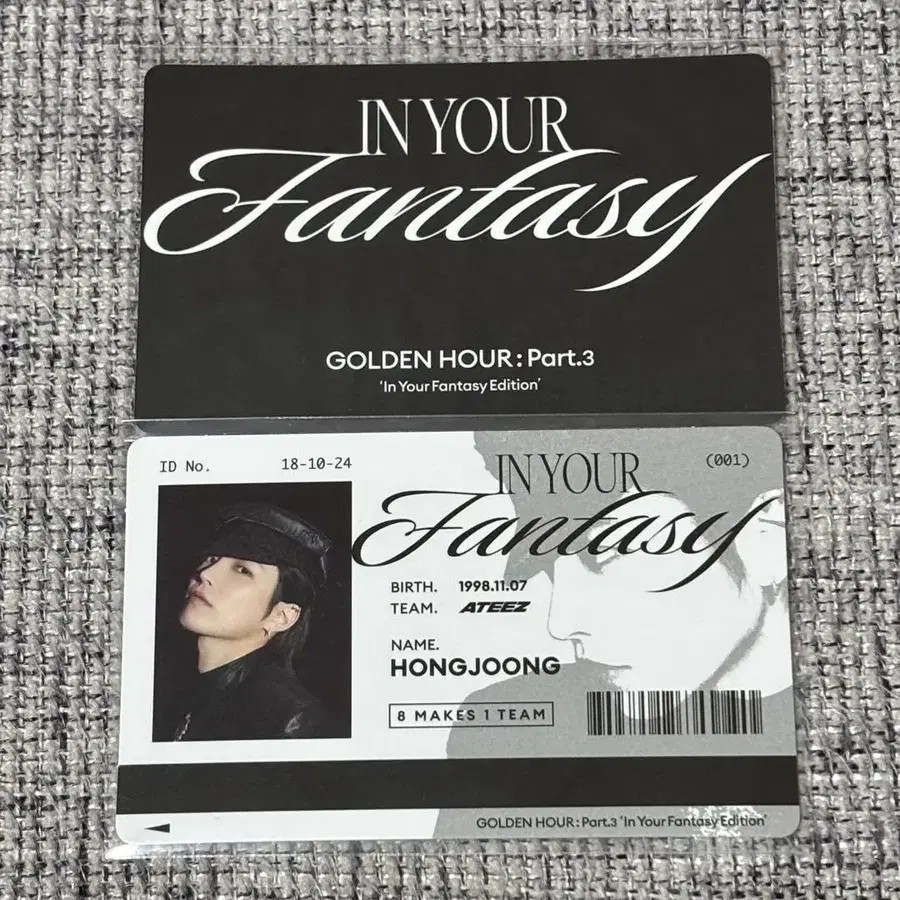 IN YOUR
Fantasy
GOLDEN HOUR : Part.3
'In Your Fantasy Edition'
ID No. 18-10-24
(001)
IN YOUR
Fantasy
BIRTH. 1998.11.07
TEAM. ATEEZ
NAME.
HONGJOONG
8 MAKES 1 TEAM
GOLDEN HOUR : Part.3 'In Your Fantasy Edition'